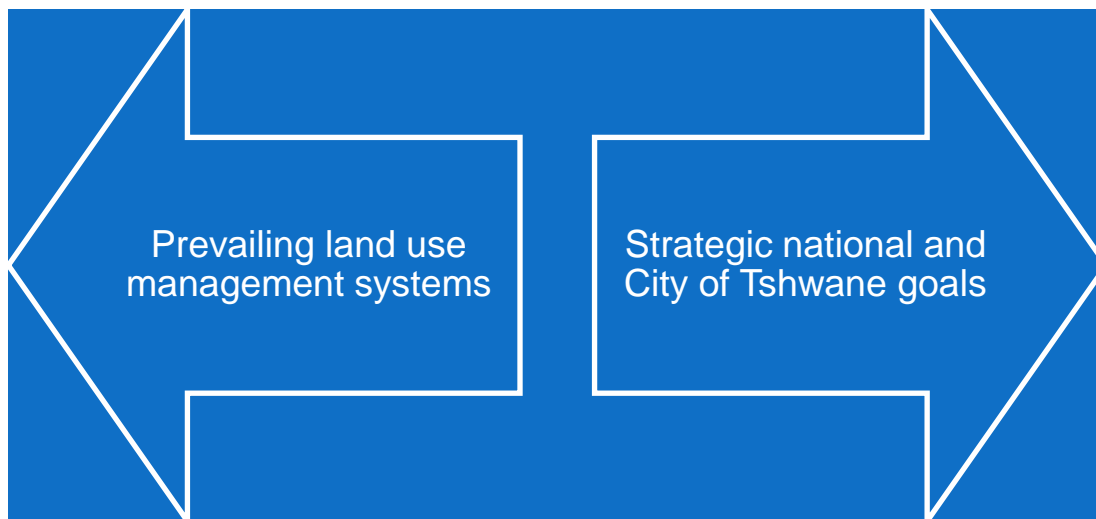 Prevailing land use
management systems
Strategic national and
City of Tshwane goals